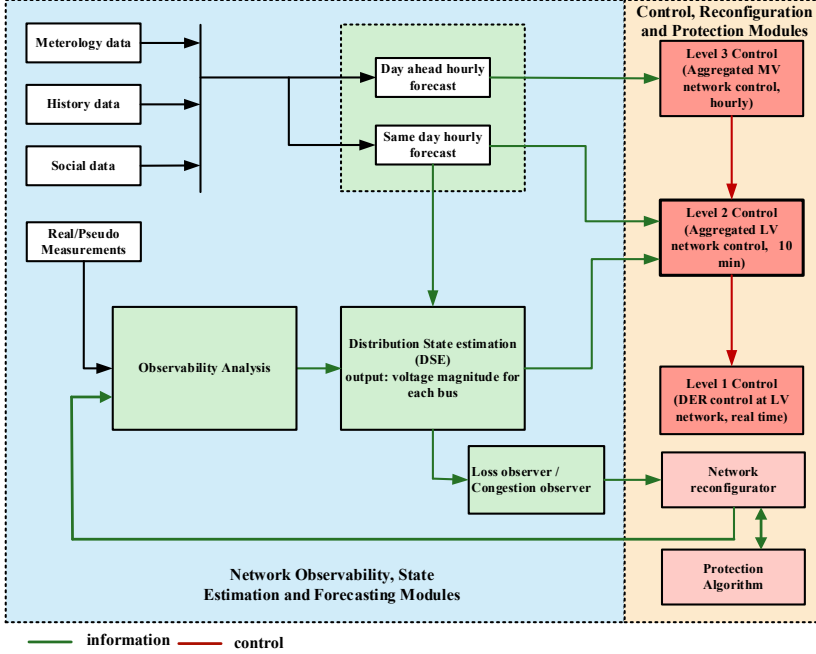 Control, Reconfiguration
and Protection Modules
Meterology data
History data
Social data
Day ahead hourly
forecast
Same day hourly
forecast
Level 3 Control
(Aggregated MV
network control,
hourly)
Real/Pseudo
Measurements
Level 2 Control
(Aggregated LV
network control, 10
min)
Observability Analysis
Distribution State estimation
(DSE)
output: voltage magnitude for
each bus
Level 1 Control
(DER control at LV
network, real time)
Loss observer /
Congestion observer
Network
reconfigurator
Protection
Algorithm
Network Observability, State
Estimation and Forecasting Modules
information
control